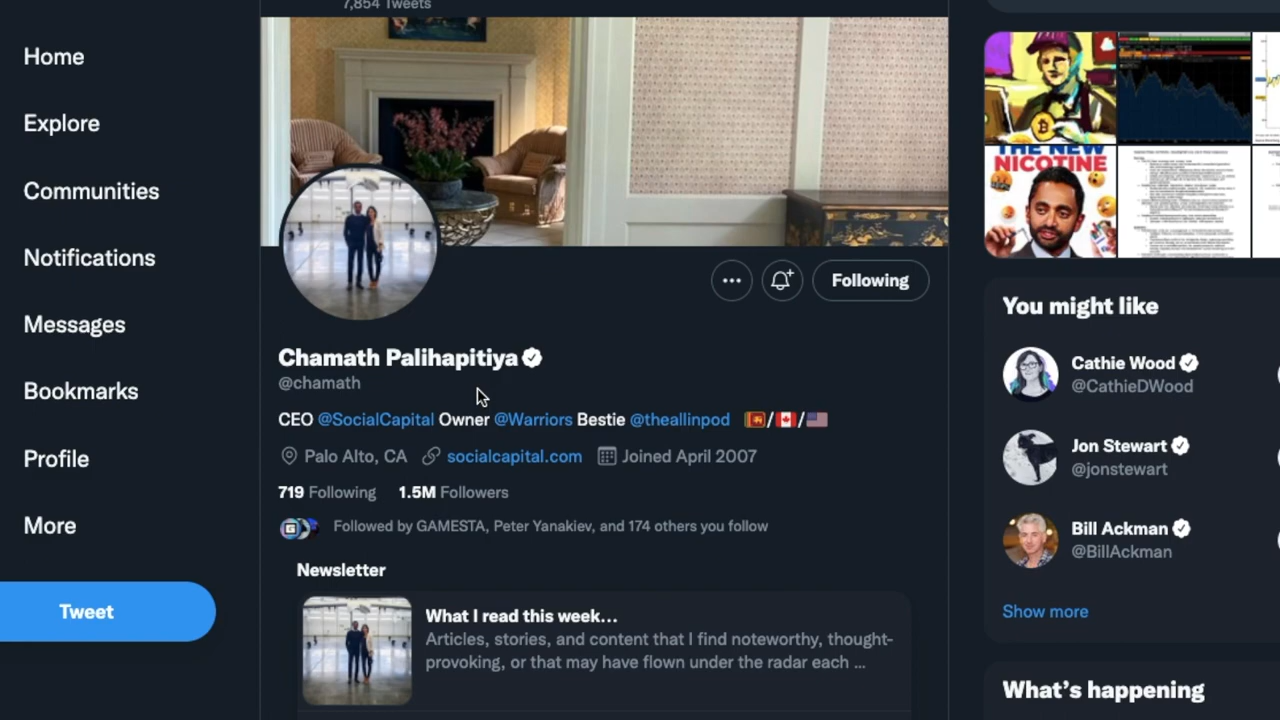 7,854 Tweets
Home
Explore
Communities
Notifications
Messages
Bookmarks
Profile
More
Tweet
Following
Chamath Palihapitiya
@chamath
CEO @SocialCapital Owner @Warriors Bestie @theallinpod 🇱🇰/🇨🇦/🇺🇸
Palo Alto, CA socialcapital.com Joined April 2007
719 Following 1.5M Followers
Followed by GAMESTA, Peter Yanakiev, and 174 others you follow
Newsletter
What I read this week...
Articles, stories, and content that I find noteworthy, thought-
provoking, or that may have flown under the radar each ...
THE NEW
NICOTINE
You might like
Cathie Wood
@CathieDWood
Jon Stewart
@jonstewart
Bill Ackman
@BillAckman
Show more
What's happening